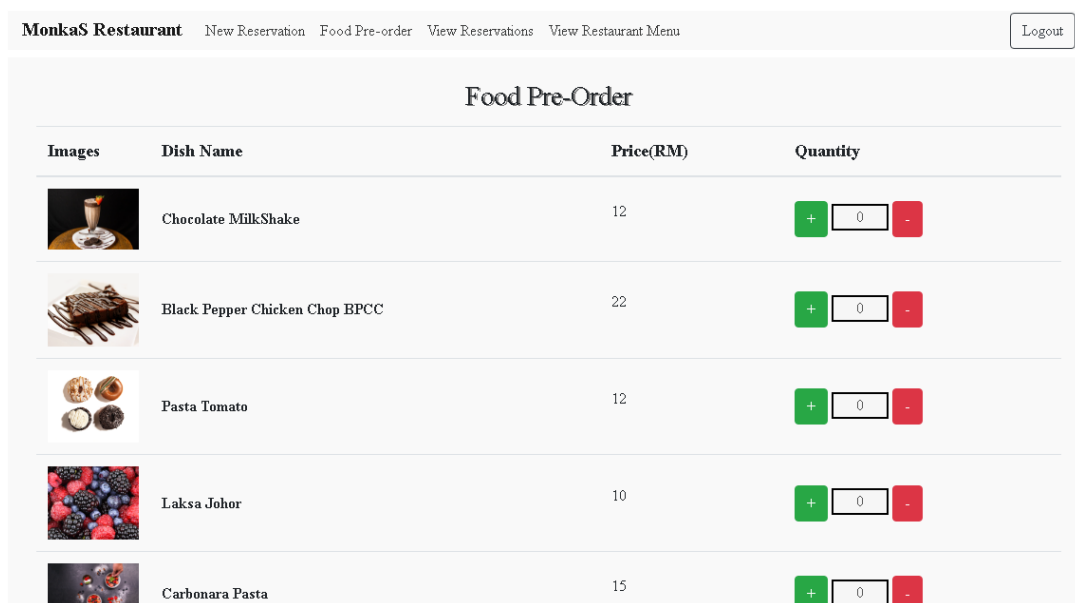 MonkaS Restaurant New Reservation Food Pre-order View Reservations View Restaurant Menu Logout
Food Pre-Order
Images Dish Name Price(RM) Quantity
Chocolate MilkShake 12 + 0 -
Black Pepper Chicken Chop BPCC 22 + 0 -
Pasta Tomato 12 + 0 -
Laksa Johor 10 + 0 -
Carbonara Pasta 15 + 0 -